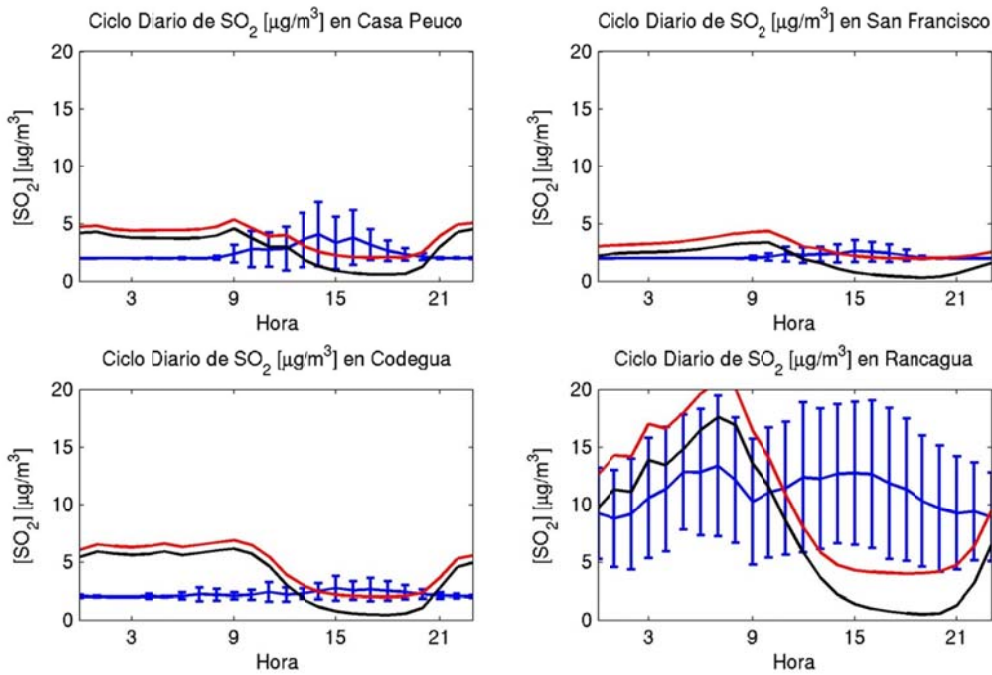 Ciclo Diario de SO2 [μg/m3] en Casa Peuco
20
15
10
5
0
[SO2] [μg/m3]
3 9 15 21
Hora
Ciclo Diario de SO2 [μg/m3] en San Francisco
20
15
10
5
0
[SO2] [μg/m3]
3 9 15 21
Hora
Ciclo Diario de SO2 [μg/m3] en Codegua
20
15
10
5
0
[SO2] [μg/m3]
3 9 15 21
Hora
Ciclo Diario de SO2 [μg/m3] en Rancagua
20
15
10
5
0
[SO2] [μg/m3]
3 9 15 21
Hora